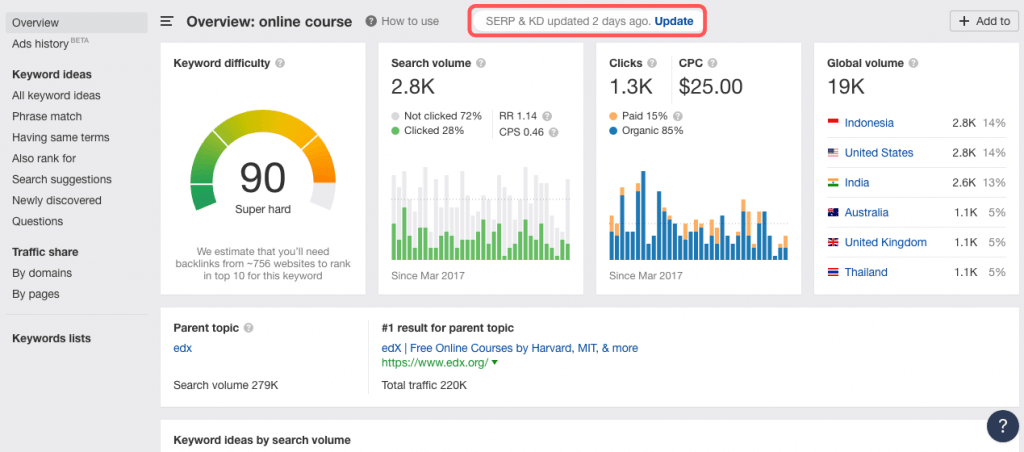 Overview
Ads history BETA
Keyword ideas
All keyword ideas
Phrase match
Having same terms
Also rank for
Search suggestions
Newly discovered
Questions
Traffic share
By domains
By pages
Keywords lists
Overview: online course ? How to use
SERP & KD updated 2 days ago. Update
+ Add to
Keyword difficulty ?
90
Super hard
We estimate that you'll need
backlinks from ~756 websites to rank
in top 10 for this keyword
Search volume ?
2.8K
Not clicked 72%
Clicked 28%
RR 1.14 ?
CPS 0.46 ?
Since Mar 2017
Clicks ?
1.3K
CPC ?
$25.00
Paid 15% ?
Organic 85%
Since Mar 2017
Global volume ?
19K
Indonesia 2.8K 14%
United States 2.8K 14%
India 2.6K 13%
Australia 1.1K 5%
United Kingdom 1.1K 5%
Thailand 1.1K 5%
Parent topic ?
edx
Search volume 279K
#1 result for parent topic
edX | Free Online Courses by Harvard, MIT, & more
https://www.edx.org/
Total traffic 220K
Keyword ideas by search volume
?